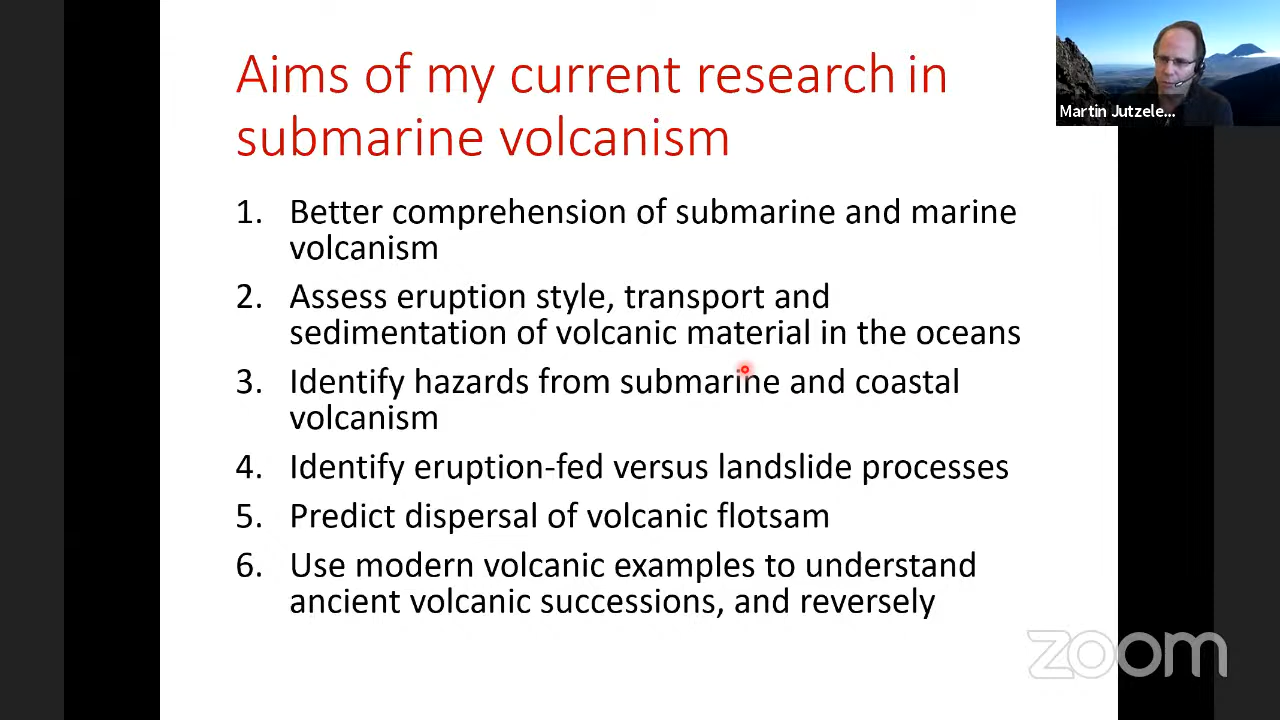 Aims of my current research in
submarine volcanism
Martin Jutzele...
1. Better comprehension of submarine and marine
volcanism
2. Assess eruption style, transport and
sedimentation of volcanic material in the oceans
3. Identify hazards from submarine and coastal
volcanism
4. Identify eruption-fed versus landslide processes
5. Predict dispersal of volcanic flotsam
6. Use modern volcanic examples to understand
ancient volcanic successions, and reversely
zoom